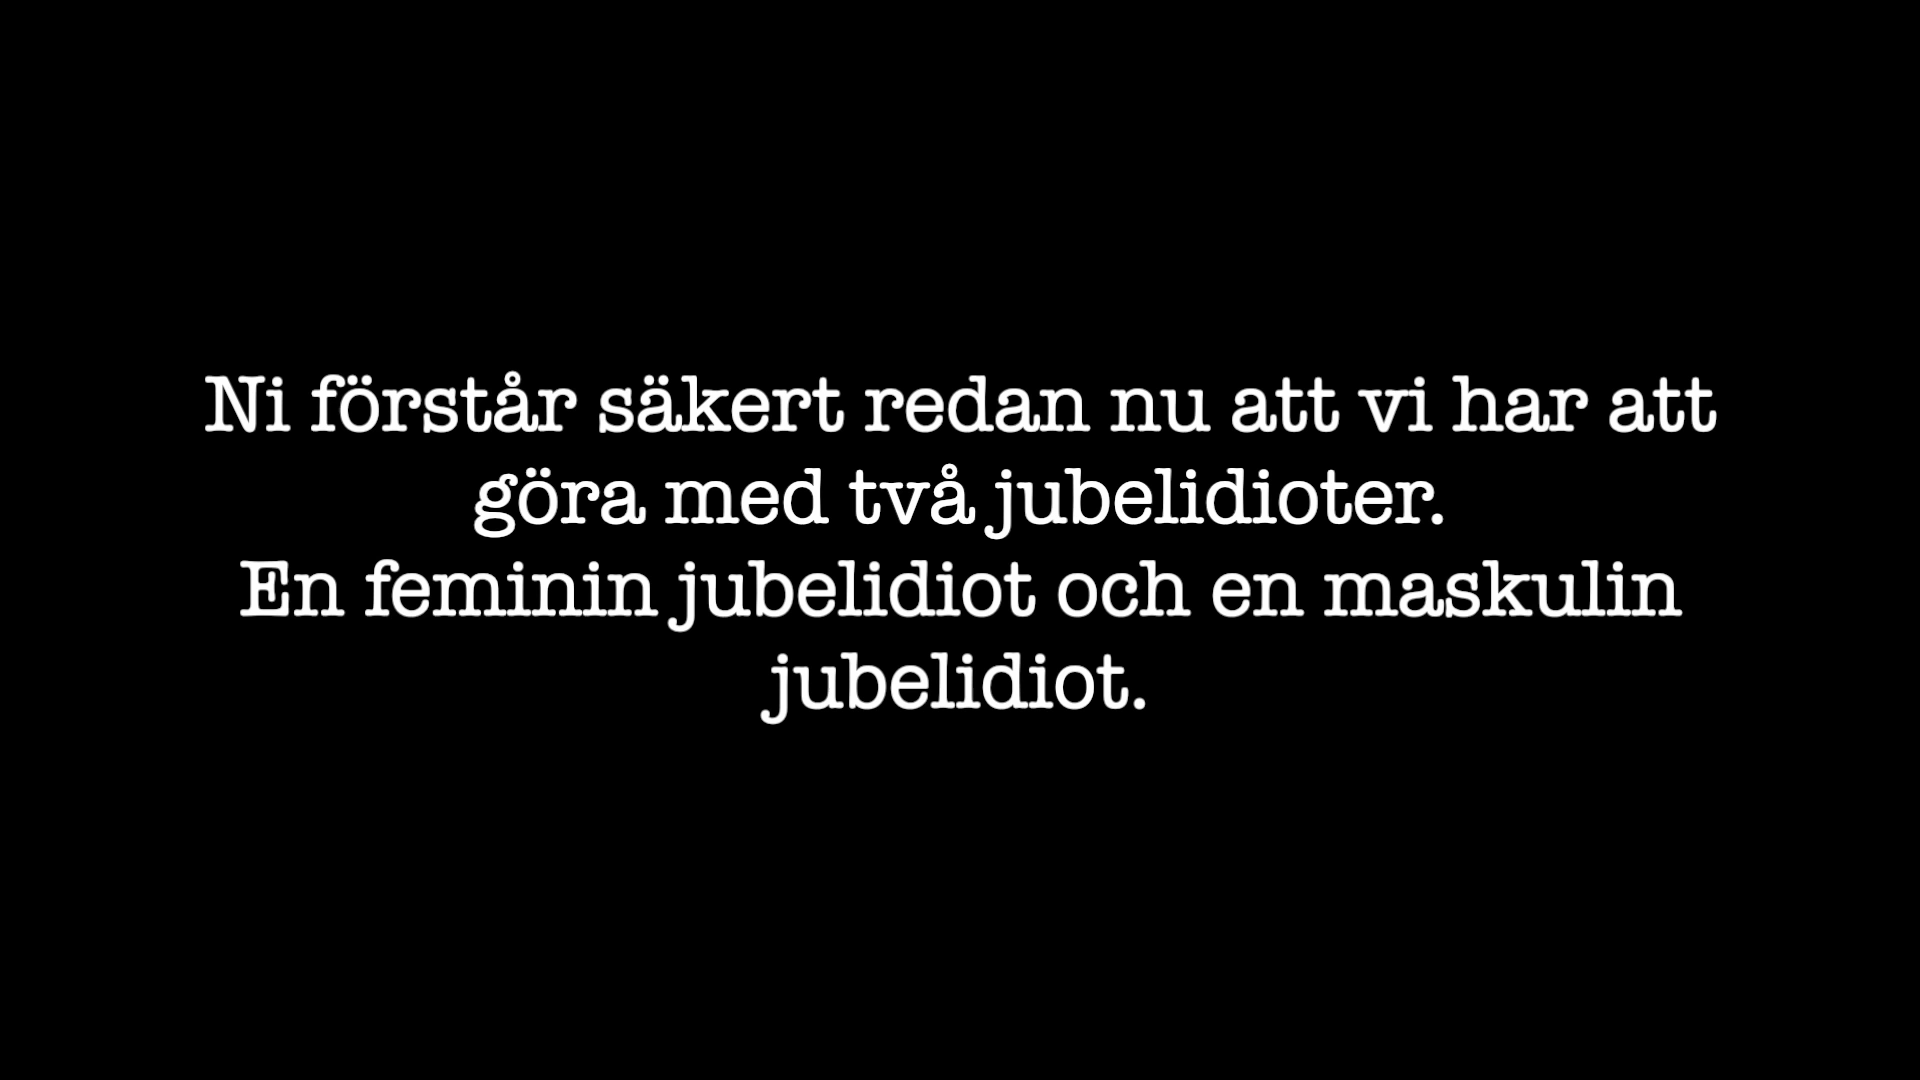 Ni förstår säkert redan nu att vi har att
göra med två jubelidioter.
En feminin jubelidiot och en maskulin
jubelidiot.